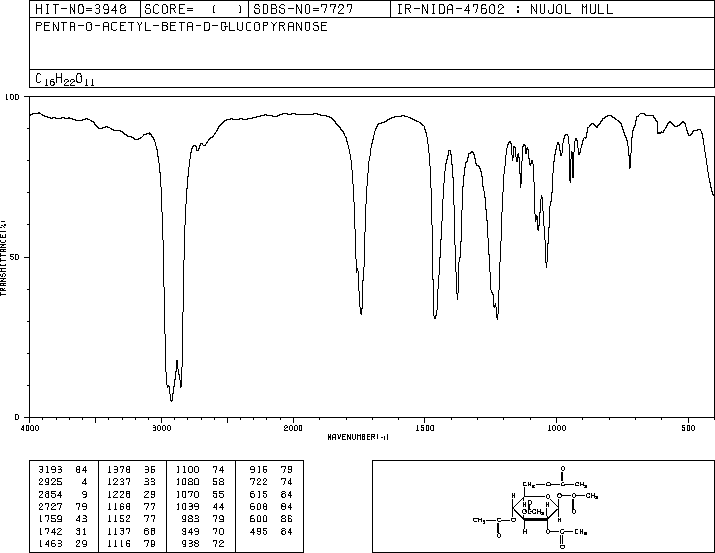 HIT-NO=3948 SCORE= ( ) SDBS-NO=7727 IR-NIDA-47602 : NUJOL MULL
PENTA-O-ACETYL-BETA-D-GLUCOPYRANOSE
C16H22O11
100
50
0
TRANSMITTANCE(%)
4000 3000 2000 1500 1000 500
WAVENUMBER(-1)
3193 84 1378 36 1100 74 916 79
2925 4 1237 33 1080 58 722 74
2854 9 1228 29 1070 55 615 84
2727 79 1168 77 1039 44 608 84
1759 43 1152 77 983 79 600 86
1742 31 1137 68 949 70 495 84
1463 29 1116 79 938 72